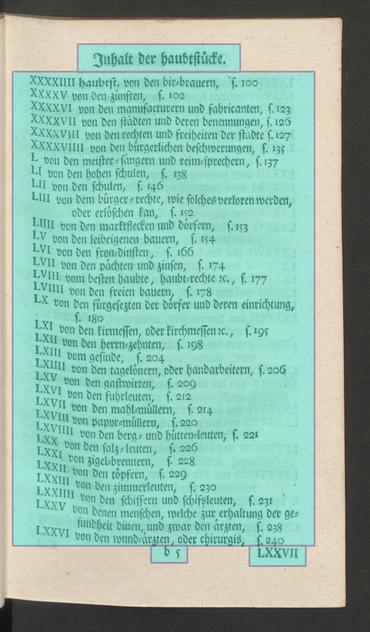 Inhalt der haubtstücke.
XXXXIIII haubtst. von den bir-brauern, s. 100
XXXXV von den zünften, s. 102
XXXXVI von den manufacturern und fabricanten, s. 123
XXXXVII von den städten und deren benennungen, s. 126
XXXXVIII von den rechten und freiheiten der städte s. 127
XXXXVIIII von den bürgerlichen beschwerungen, s. 135
L von den meister-sängern und reim-sprechern, s. 137
LI von den hohen schulen, s. 138
LII von den schulen, s. 146
LIII von dem bürger-rechte, wie solches verloren werden,
oder erlöschen kan, s. 152
LIIII von den marktflecken und dörfern, s. 153
LV von den leibeigenen bauern, s. 154
LVI von den fron-dinsten, s. 166
LVII von den pächten und zinsen, s. 174
LVIII vom besten haubte, haubt-rechte ꝛc., s. 177
LVIIII von den freien bauern, s. 178
LX von den fürgesezten der dörfer und deren einrichtung,
s. 180
LXI von den kirmessen, oder kirchmessen ꝛc., s. 195
LXII von den herrn-zehnten, s. 198
LXIII vom gesinde, s. 204
LXIIII von den tagelönern, oder handarbeitern, s. 206
LXV von den gastwirten, s. 209
LXVI von den fuhrleuten, s. 212
LXVII von den mahl-müllern, s. 214
LXVIII von papyr-müllern, s. 220
LXVIIII von den berg- und hütten-leuten, s. 221
LXX von den salz-leuten, s. 226
LXXI von zigel-brennern, s. 228
LXXII von den töpfern, s. 229
LXXIII von den zimmerleuten, s. 230
LXXIIII von den schiffern und schifsleuten, s. 231
LXXV von denen menschen, welche zur erhaltung der ge-
sundheit dinen, und zwar den ärzten, s. 238
LXXVI von den wund-ärzten, oder chirurgis, s. 240
b 5 LXXVII